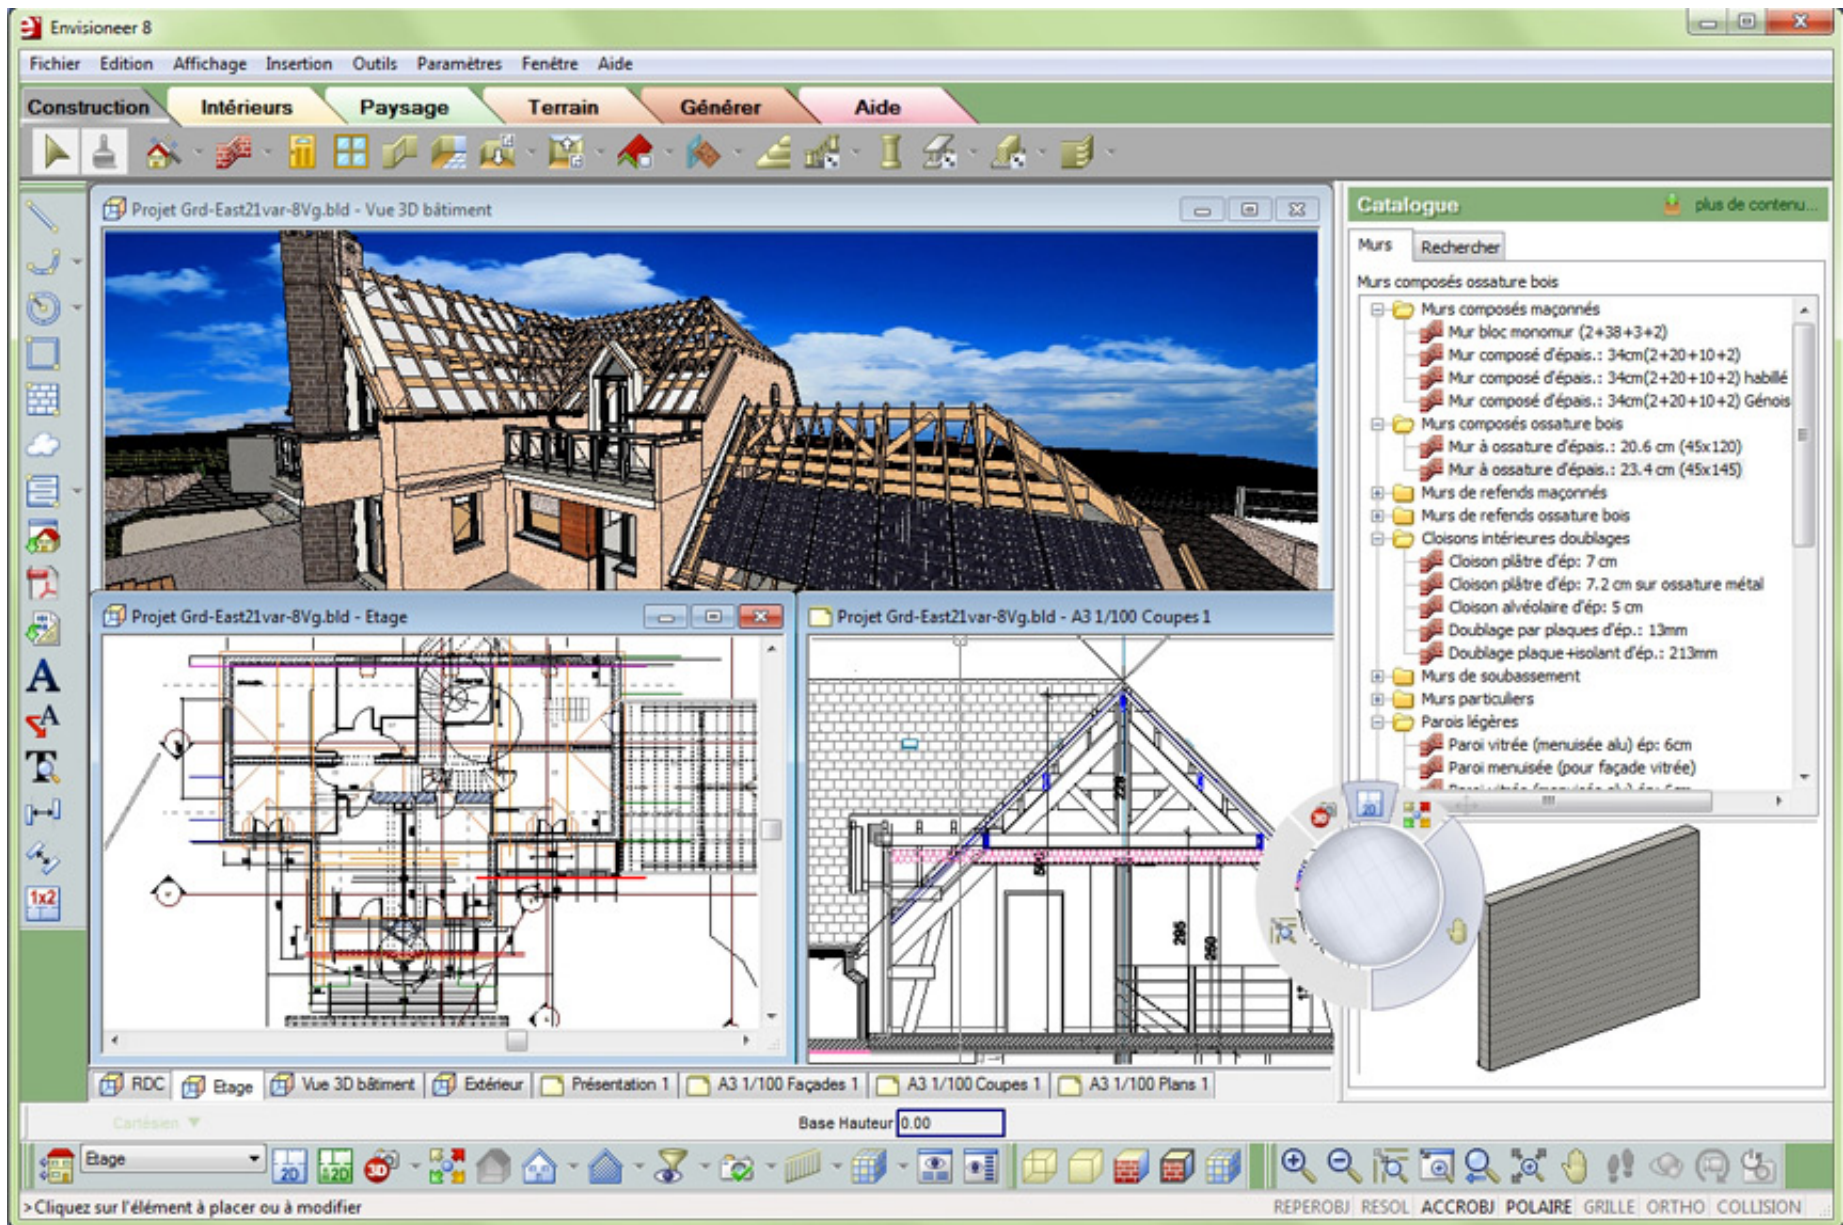 Envisioneer 8
Fichier Edition Affichage Insertion Outils Paramètres Fenêtre Aide
Construction Intérieurs Paysage Terrain Générer Aide
Projet Grd-East21var-8Vg.bld - Vue 3D bâtiment
Catalogue plus de contenu...
Murs Rechercher
Murs composés ossature bois
Murs composés maçonnés
Mur bloc monomur (2+38+3+2)
Mur composé d'épais.: 34cm(2+20+10+2)
Mur composé d'épais.: 34cm(2+20+10+2) habillé
Mur composé d'épais.: 34cm(2+20+10+2) Génois
Murs composés ossature bois
Mur à ossature d'épais.: 20.6 cm (45x120)
Mur à ossature d'épais.: 23.4 cm (45x145)
Murs de refends maçonnés
Murs de refends ossature bois
Cloisons intérieures doublages
Cloison plâtre d'ép: 7 cm
Cloison plâtre d'ép: 7.2 cm sur ossature métal
Cloison alvéolaire d'ép: 5 cm
Doublage par plaques d'ép.: 13mm
Doublage plaque+isolant d'ép.: 213mm
Murs de soubassement
Murs particuliers
Parois légères
Paroi vitrée (menuisée alu) ép: 6cm
Paroi menuisée (pour façade vitrée)
Projet Grd-East21var-8Vg.bld - Etage
Projet Grd-East21var-8Vg.bld - A3 1/100 Coupes 1
A
A
T
1x2
278
295
250
3D 2D
RDC Etage Vue 3D bâtiment Extérieur Présentation 1 A3 1/100 Façades 1 A3 1/100 Coupes 1 A3 1/100 Plans 1
Cartésien
Base Hauteur 0.00
Etage 2D 2D 3D
>Cliquez sur l'élément à placer ou à modifier
REPEROBJ RESOL ACCROBJ POLAIRE GRILLE ORTHO COLLISION